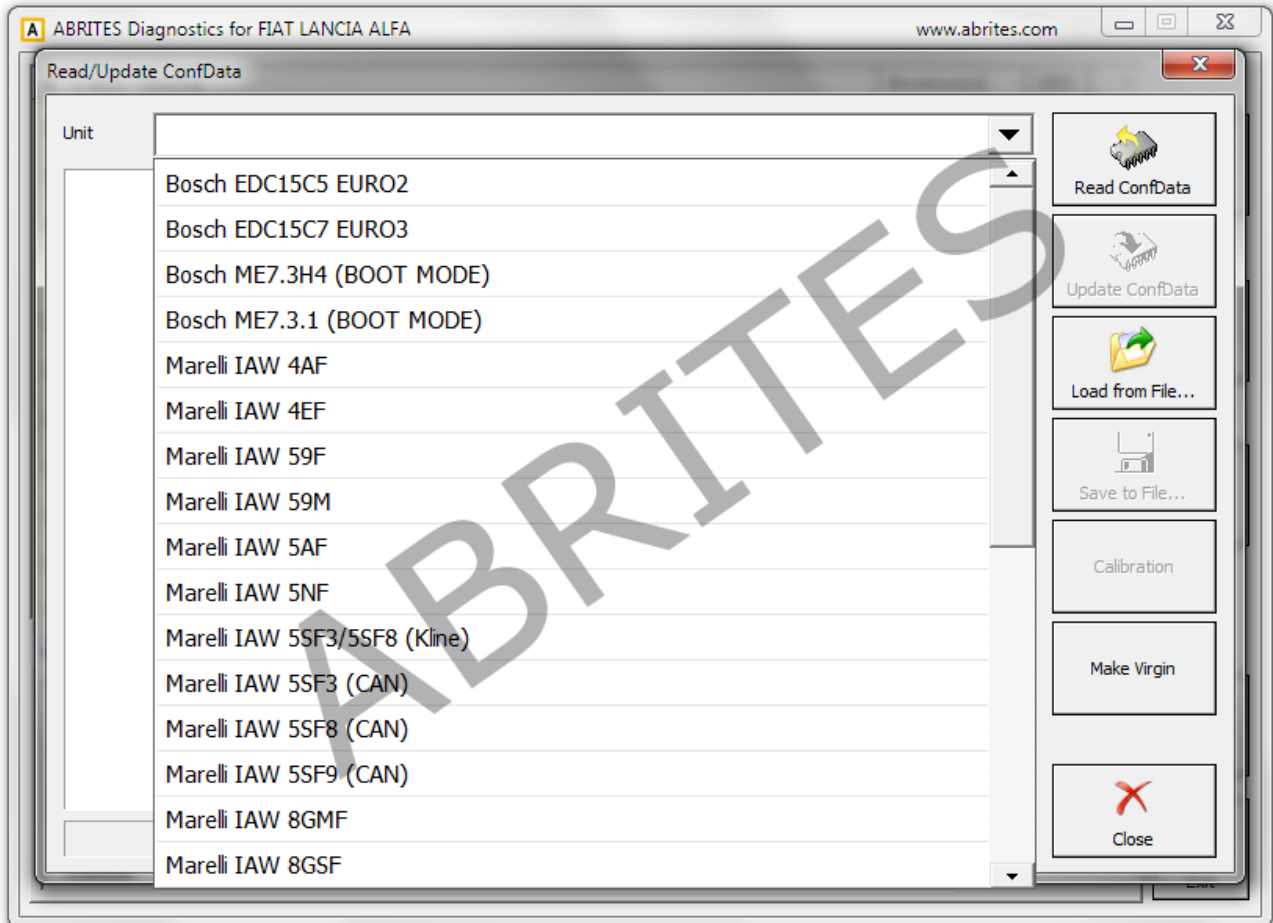 A ABRITES Diagnostics for FIAT LANCIA ALFA www.abrites.com
Read/Update ConfData
Unit
Bosch EDC15C5 EURO2
Bosch EDC15C7 EURO3
Bosch ME7.3H4 (BOOT MODE)
Bosch ME7.3.1 (BOOT MODE)
Marelli IAW 4AF
Marelli IAW 4EF
Marelli IAW 59F
Marelli IAW 59M
Marelli IAW 5AF
Marelli IAW 5NF
Marelli IAW 5SF3/5SF8 (Kline)
Marelli IAW 5SF3 (CAN)
Marelli IAW 5SF8 (CAN)
Marelli IAW 5SF9 (CAN)
Marelli IAW 8GMF
Marelli IAW 8GSF
Read ConfData
Update ConfData
Load from File...
Save to File...
Calibration
Make Virgin
Close
Exit
ABRITES